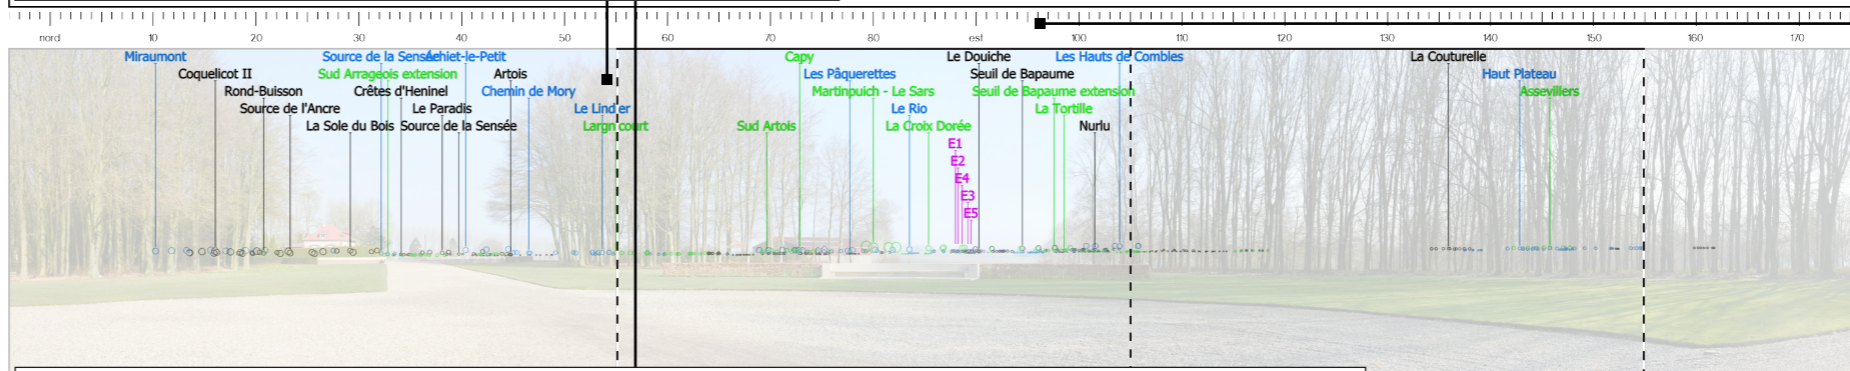 nord 10 20 30 40 50 60 70 80 est 100 110 120 130 140 150 160 170
Miraumont Source de la Sensée Achiet-le-Petit Capy Le Douiche Les Hauts de Combles La Couturelle
Coquelicot II Sud Arrageois extension Artois Les Pâquerettes Seuil de Bapaume Haut Plateau
Rond-Buisson Crêtes d'Heninel Chemin de Mory Martinpuich - Le Sars Seuil de Bapaume extension Assevillers
Source de l'Ancre Le Paradis Le Rio La Tortille
La Sole du Bois Source de la Sensée Sud Artois La Croix Dorée Nurlu
E1
E2
E4
E3
E5